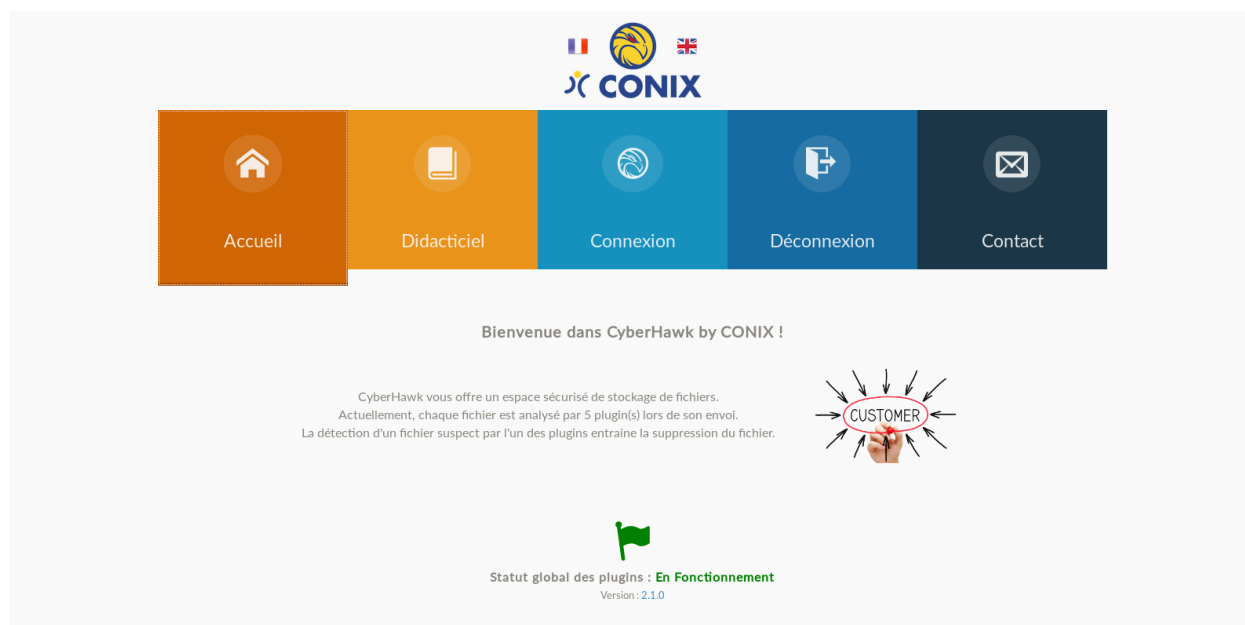 CONIX
Accueil
Didacticiel
Connexion
Déconnexion
Contact
Bienvenue dans CyberHawk by CONIX !
CyberHawk vous offre un espace sécurisé de stockage de fichiers.
Actuellement, chaque fichier est analysé par 5 plugin(s) lors de son envoi.
La détection d'un fichier suspect par l'un des plugins entraine la suppression du fichier.
CUSTOMER
Statut global des plugins : En Fonctionnement
Version : 2.1.0